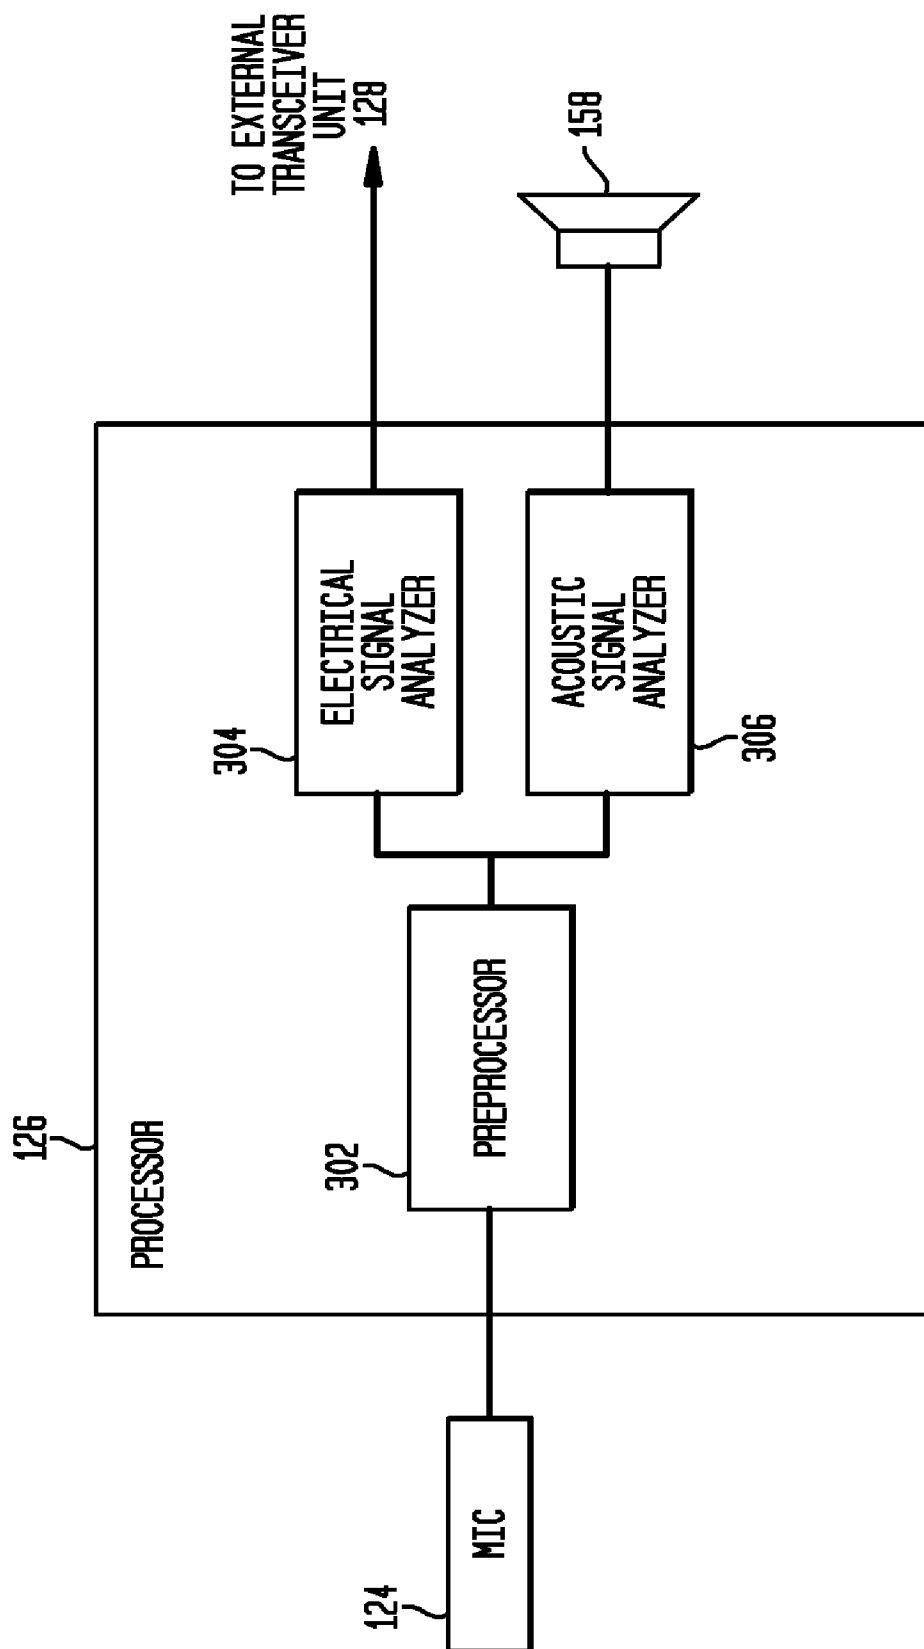 126
PROCESSOR
124
MIC
302
PREPROCESSOR
304
ELECTRICAL
SIGNAL
ANALYZER
ACOUSTIC
SIGNAL
ANALYZER
306
TO EXTERNAL
TRANSCEIVER
UNIT
128
158